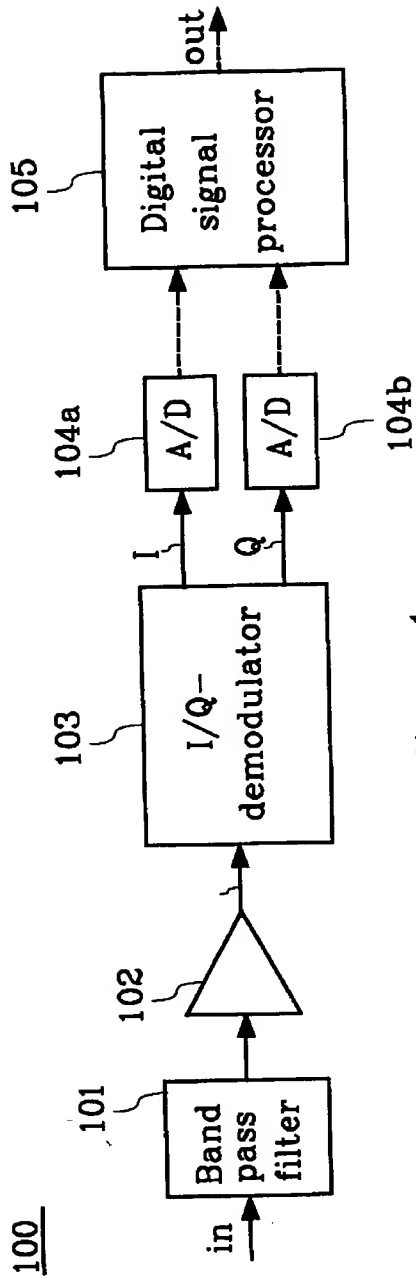 100
in
101
Band
pass
filter
102
103
I/Q-
demodulator
I
Q
104a
A/D
A/D
104b
105
Digital
signal
processor
out